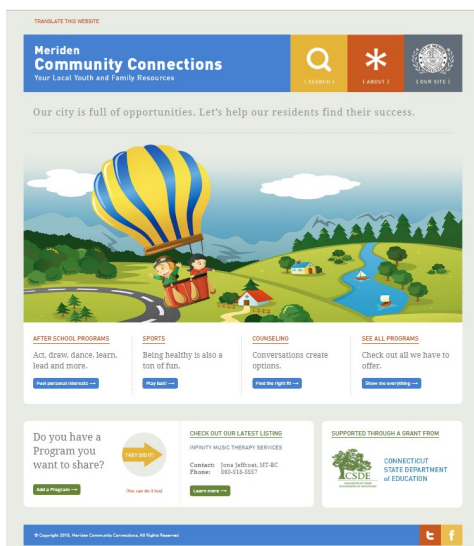 TRANSLATE THIS WEBSITE
Meriden
Community Connections
Your Local Youth and Family Resources
( SEARCH )
( ABOUT )
( OUR SITE )
Our city is full of opportunities. Let's help our residents find their success.
AFTER SCHOOL PROGRAMS
Act, draw, dance, learn,
lead and more.
Find personal interests →
SPORTS
Being healthy is also a
ton of fun.
Play ball! →
COUNSELING
Conversations create
options.
Find the right fit! →
SEE ALL PROGRAMS
Check out all we have to
offer.
Show me everything →
Do you have a
Program you
want to share?
Add a Program →
THEY DID IT!
(You can do it too)
CHECK OUT OUR LATEST LISTING
INFINITY MUSIC THERAPY SERVICES
Contact: Jena Jeffrost, MT-BC
Phone:
Learn more →
SUPPORTED THROUGH A GRANT FROM
CSDE
CONNECTICUT
STATE DEPARTMENT
of EDUCATION
© Copyright 2015, Meriden Community Connections, All Rights Reserved